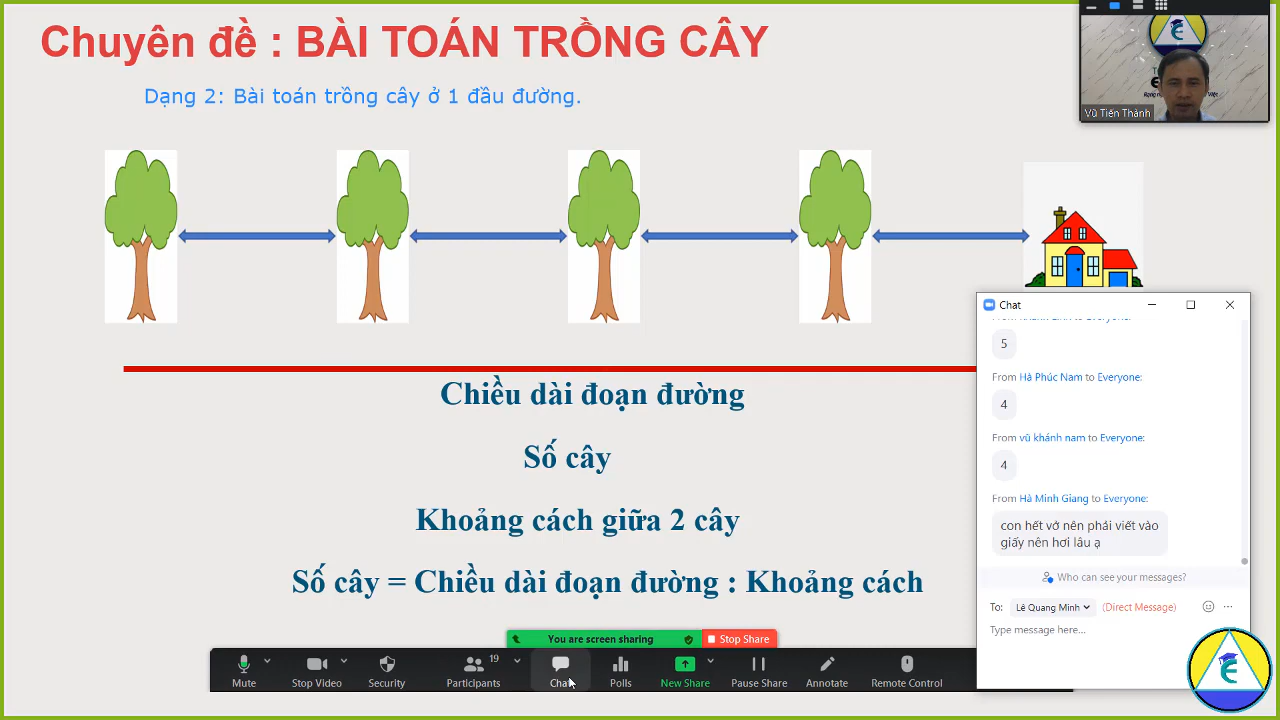 Chuyên đề : BÀI TOÁN TRỒNG CÂY
Dạng 2: Bài toán trồng cây ở 1 đầu đường.
Vũ Tiến Thành
Chiều dài đoạn đường
Số cây
Khoảng cách giữa 2 cây
Số cây = Chiều dài đoạn đường : Khoảng cách
Chat
5
From Hà Phúc Nam to Everyone:
4
From vũ khánh nam to Everyone:
4
From Hà Minh Giang to Everyone:
con hết vở nên phải viết vào
giấy nên hơi lâu ạ
Who can see your messages?
To: Lê Quang Minh (Direct Message)
Type message here...
You are screen sharing
Stop Share
Mute
Stop Video
Security
Participants
19
Chat
Polls
New Share
Pause Share
Annotate
Remote Control